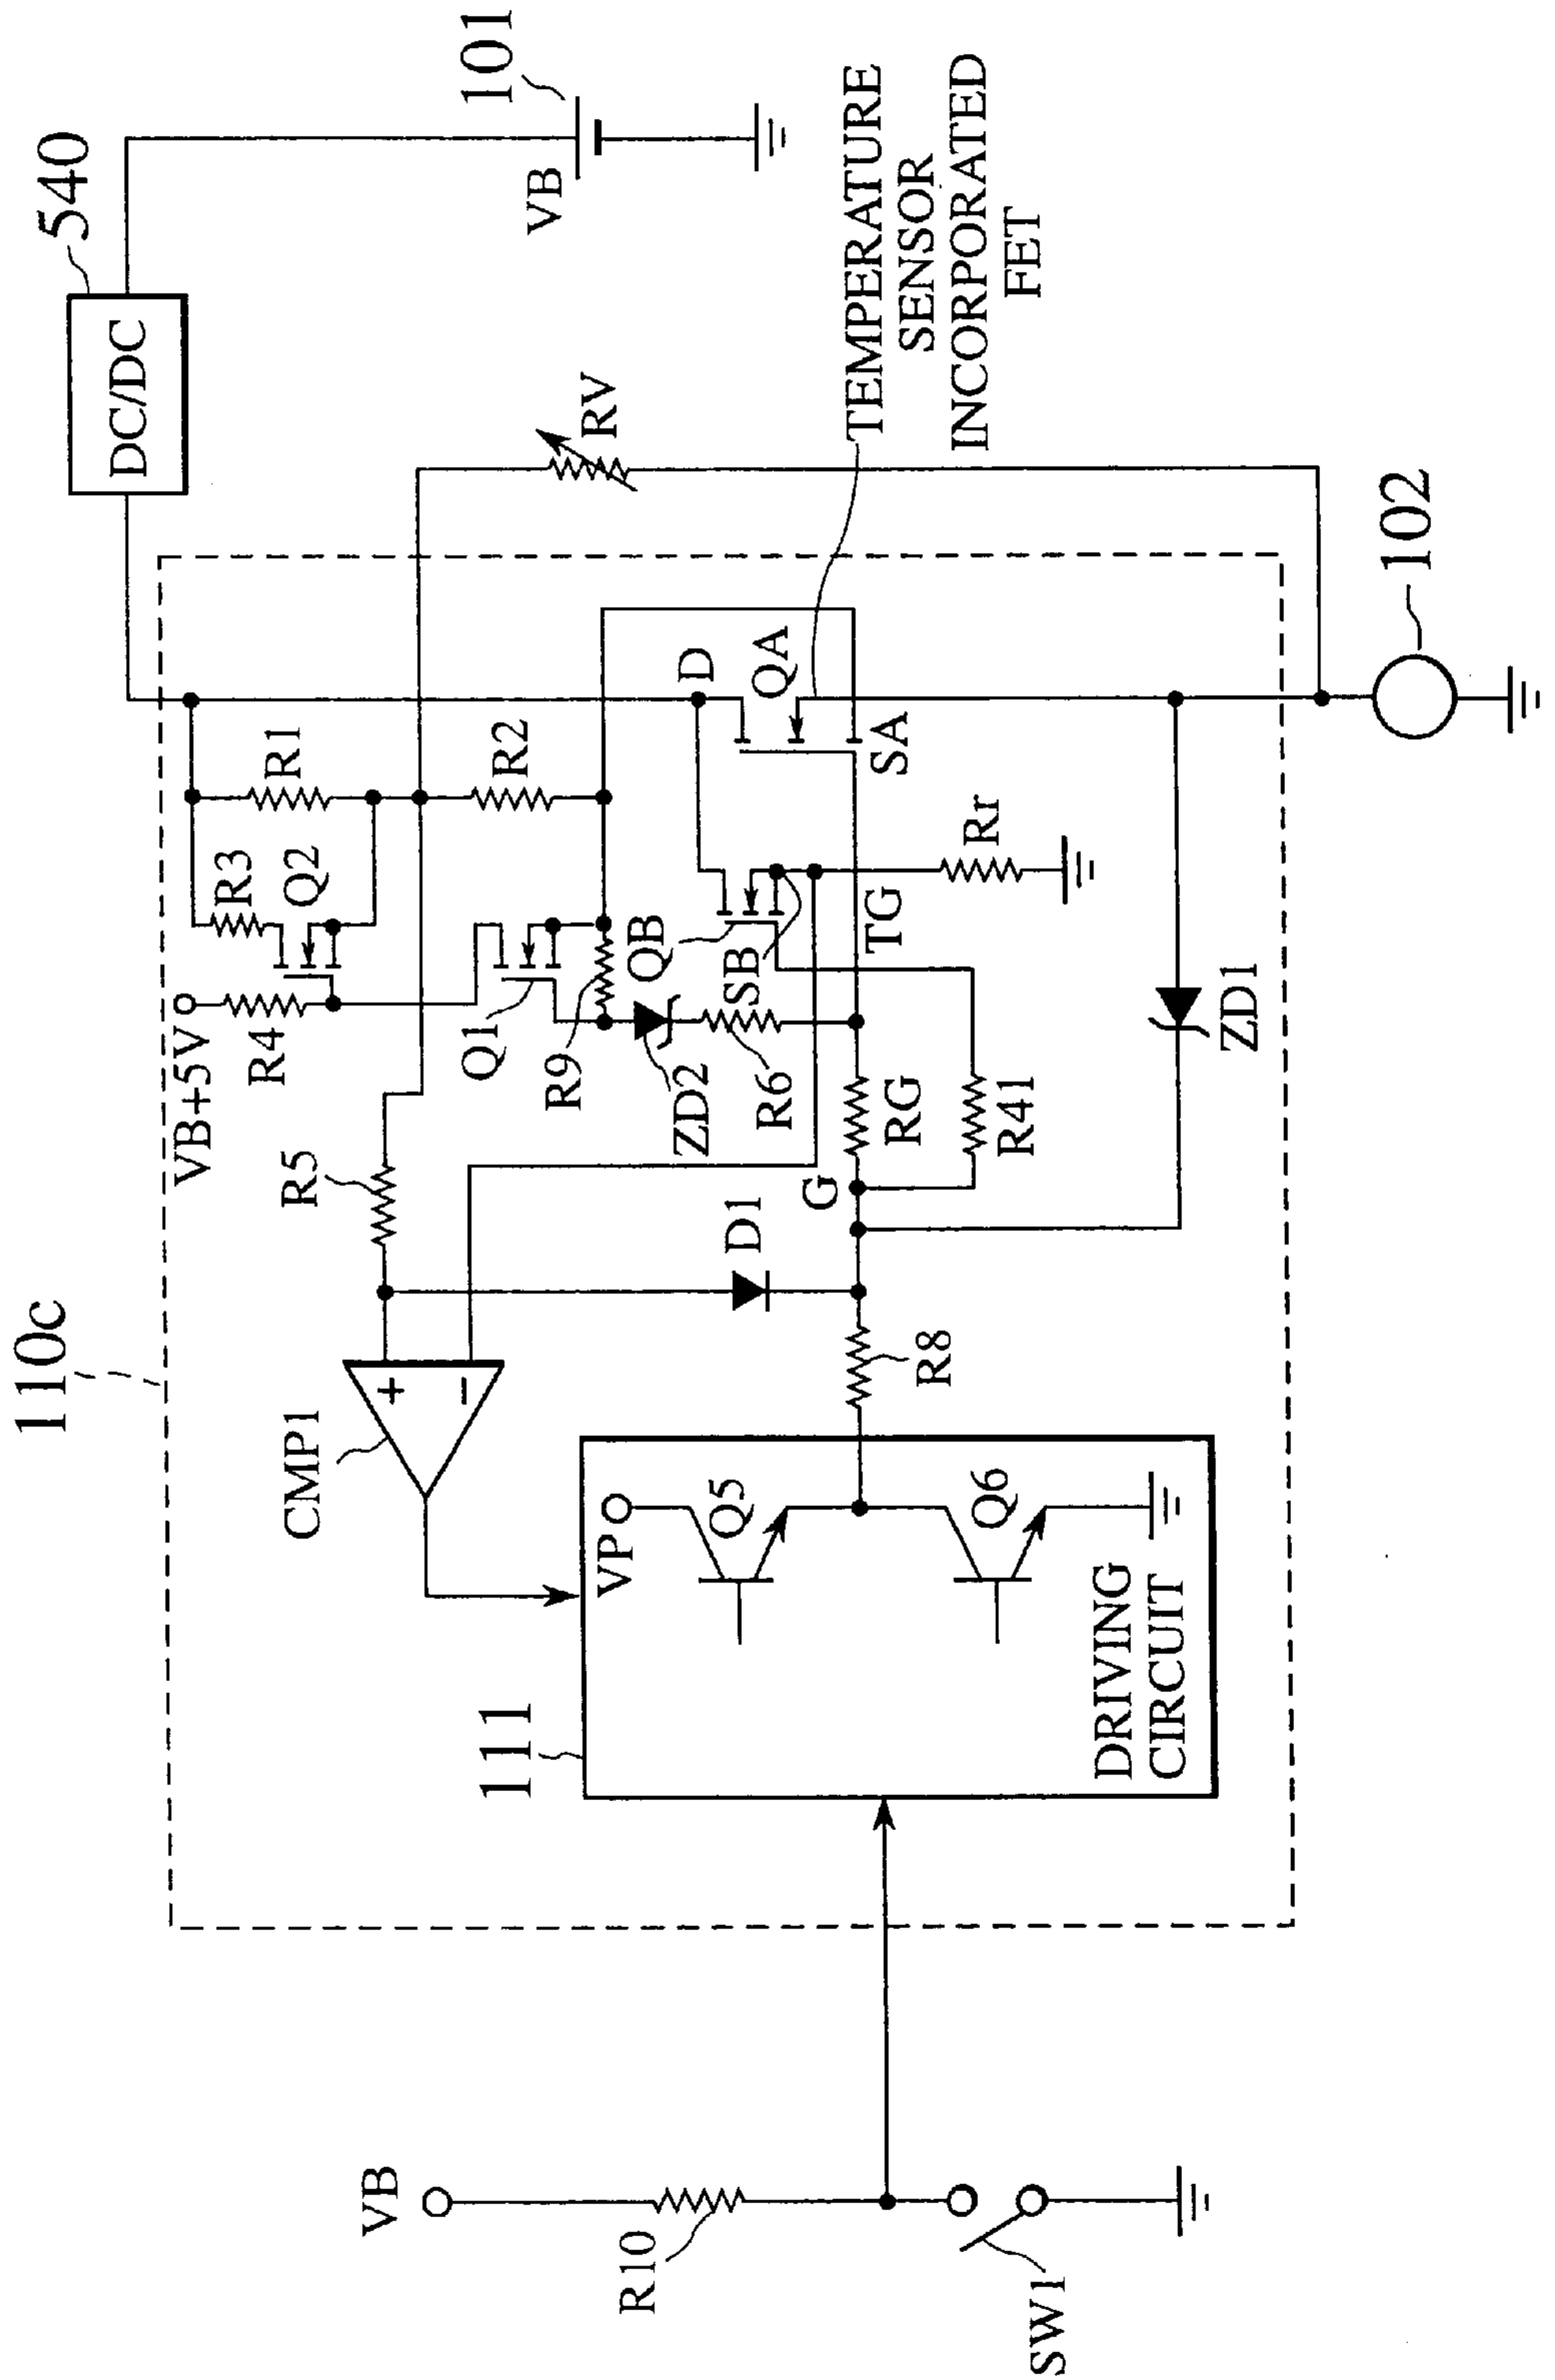 110c
540
DC/DC
101
VB
VB+5V
R4
R3
Q2
R1
R2
RV
R5
Q1
R9
ZD2
R6
QB
SB
D
QA
SA
TG
Rr
TEMPERATURE
SENSOR
INCORPORATED
FET
CMP1
+
−
D1
G
RG
R41
R8
ZD1
102
111
VP
Q5
Q6
DRIVING
CIRCUIT
VB
R10
SW1